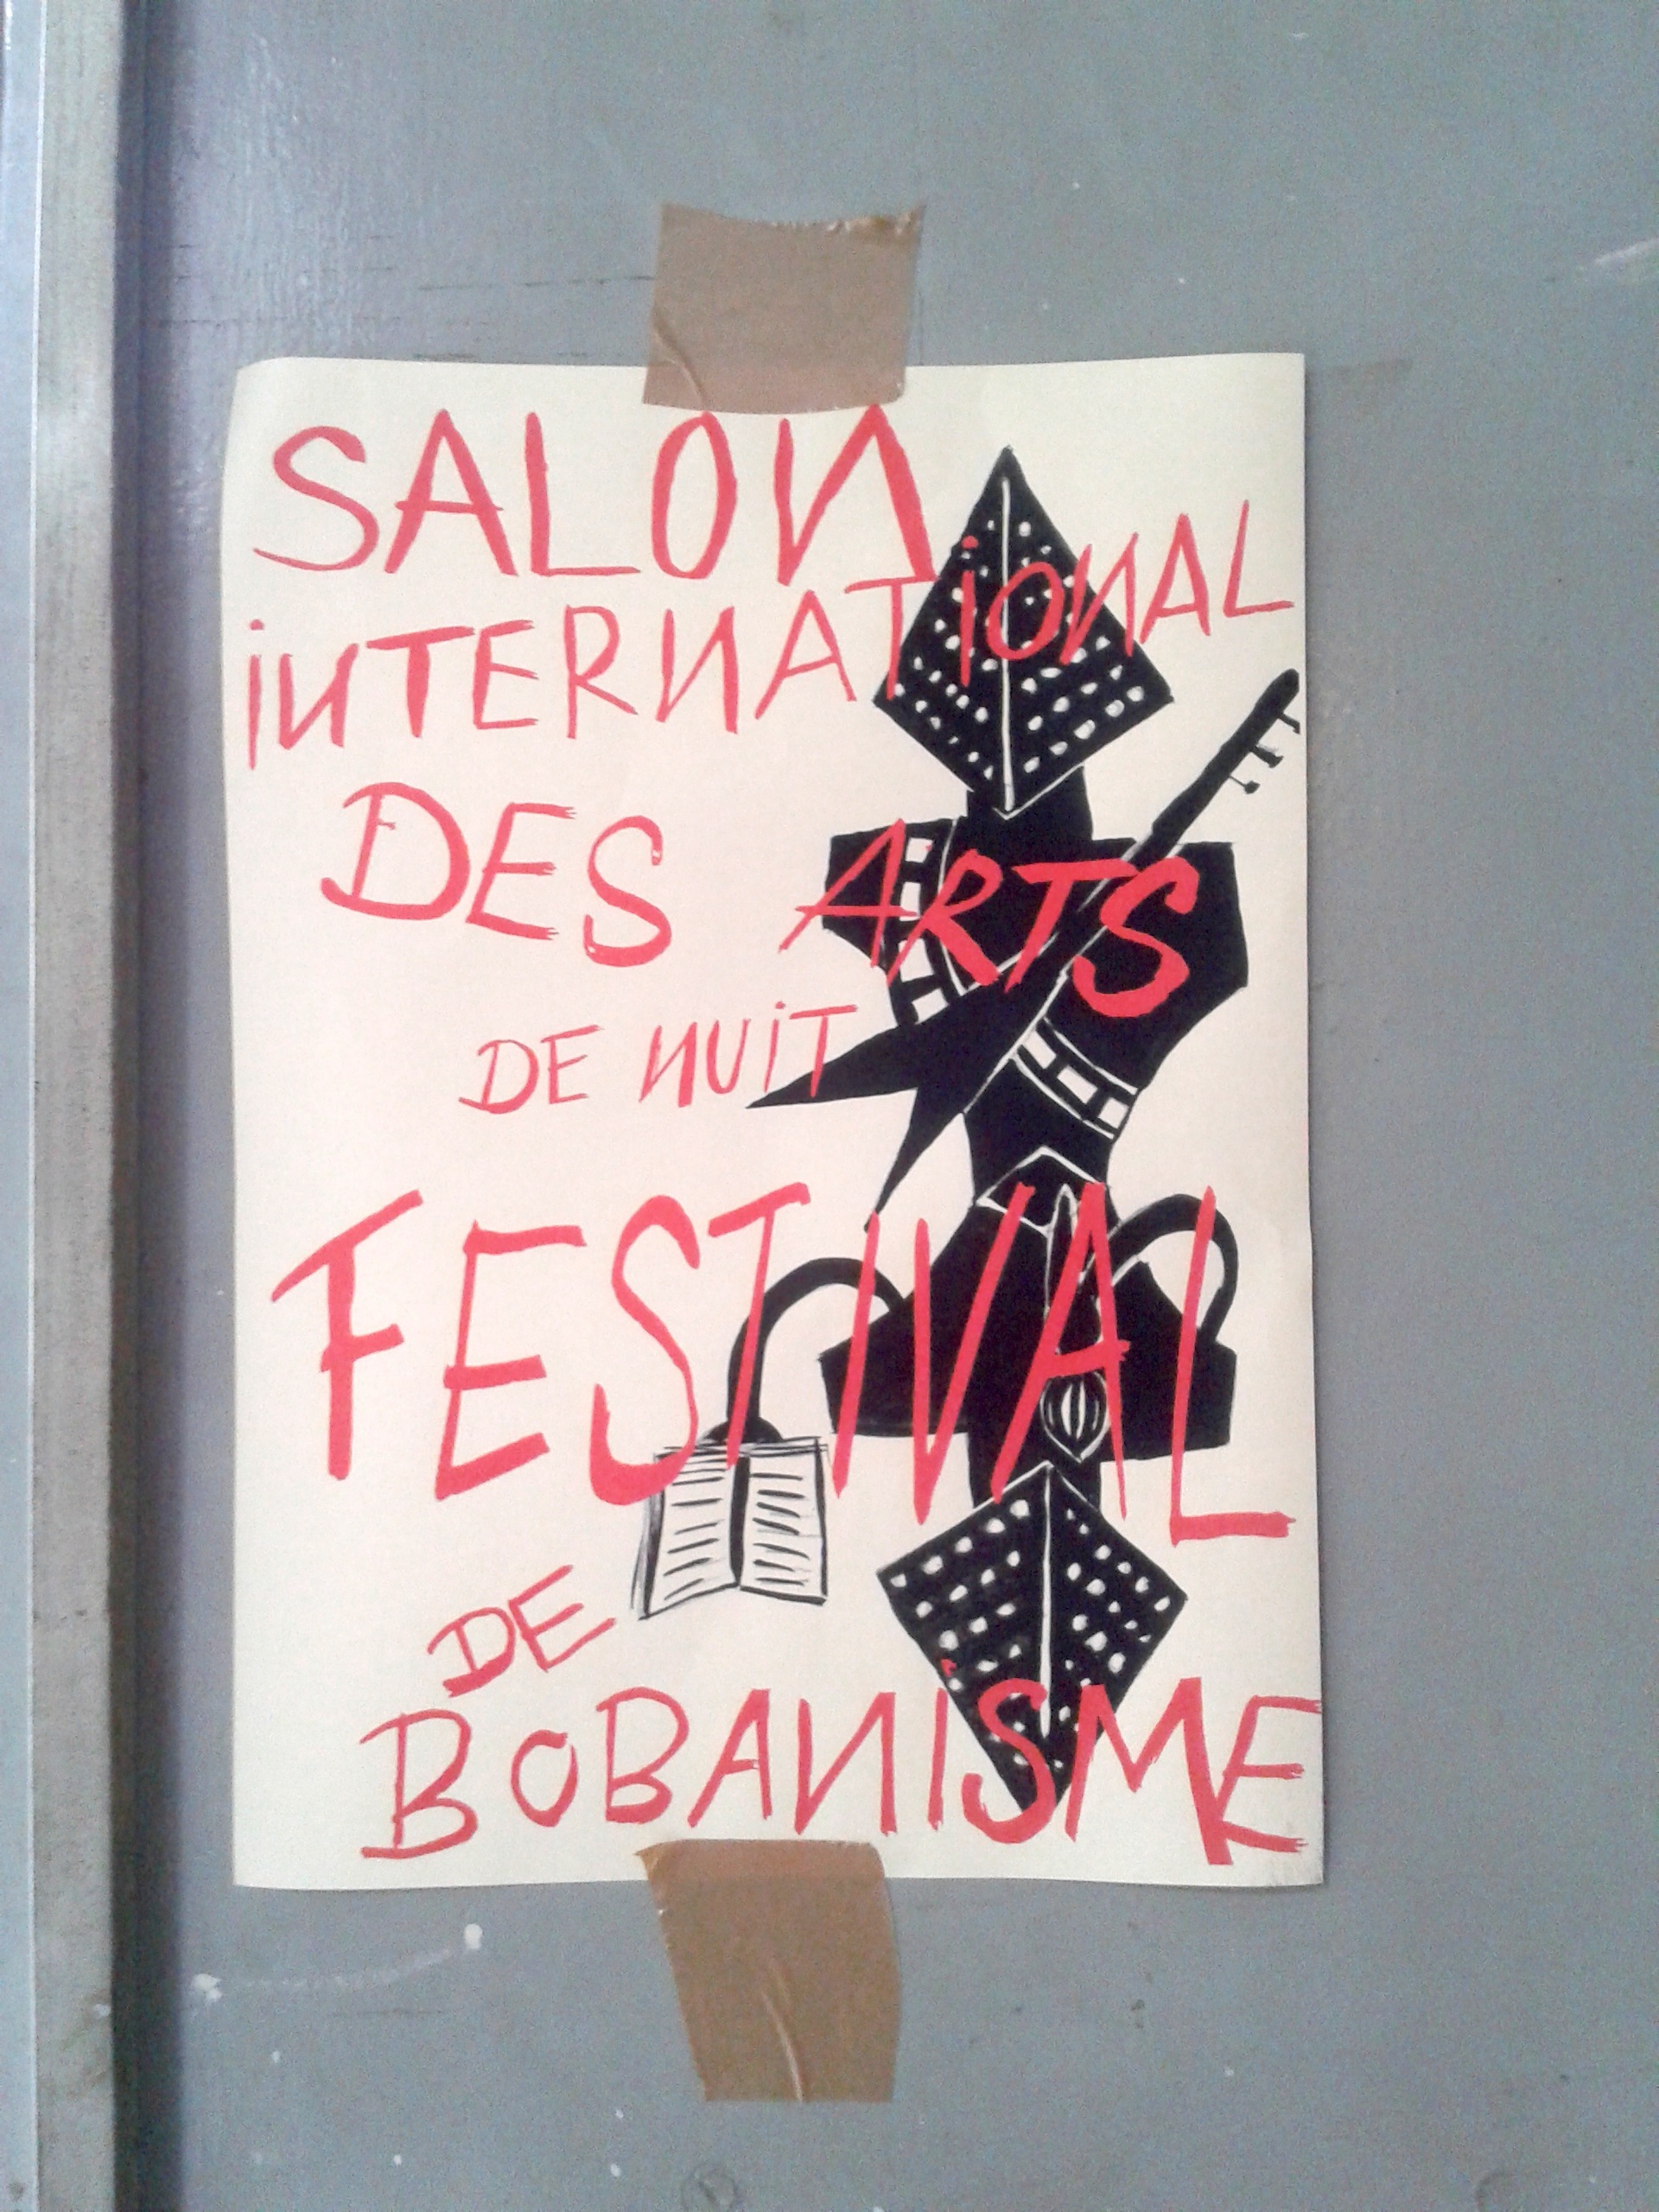 SALON
iNTERNATiONAL
DES ARTS
DE NUiT
FESTIVAL
DE
BOBANiSME